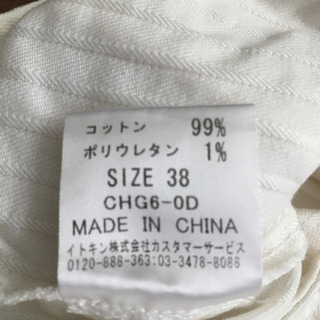 コットン 99%
ポリウレタン 1%
SIZE 38
CHG6-0D
MADE IN CHINA
イトキン株式会社カスタマーサービス
0120-888-363:03-3478-8088